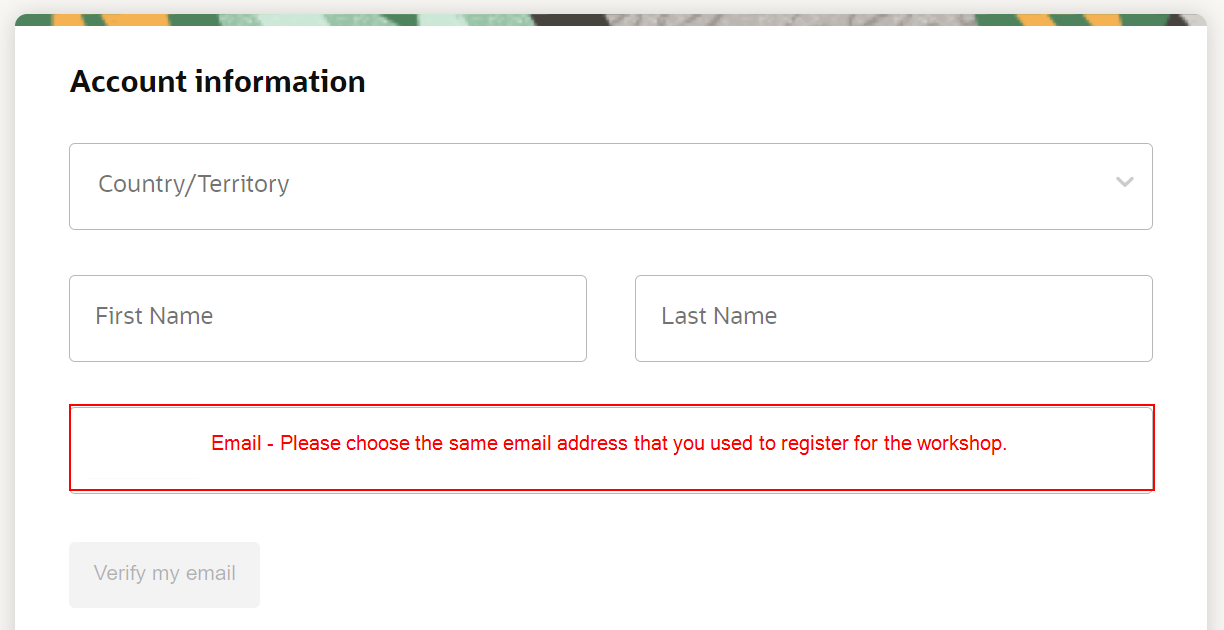 Account information
Country/Territory
First Name
Last Name
Email - Please choose the same email address that you used to register for the workshop.
Verify my email